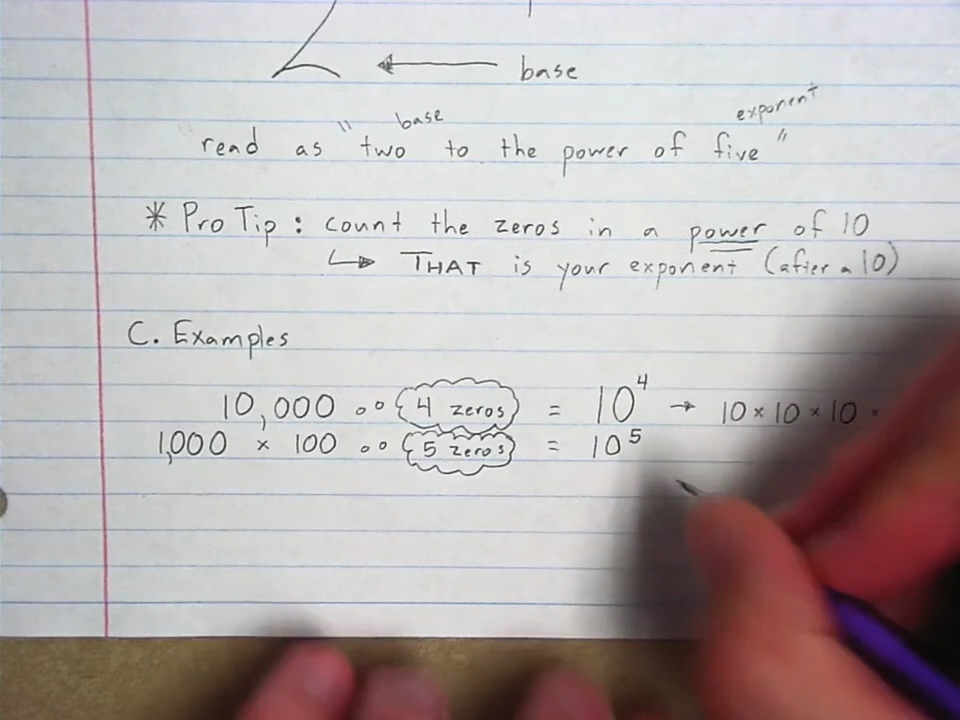 2 ← base
base exponent
read as "two to the power of five"
* Pro Tip: count the zeros in a power of 10
↳ THAT is your exponent (after a 10)
C. Examples
10,000 4 zeros = 10⁴ → 10 × 10 × 10 ×
1,000 × 100 5 zeros = 10⁵